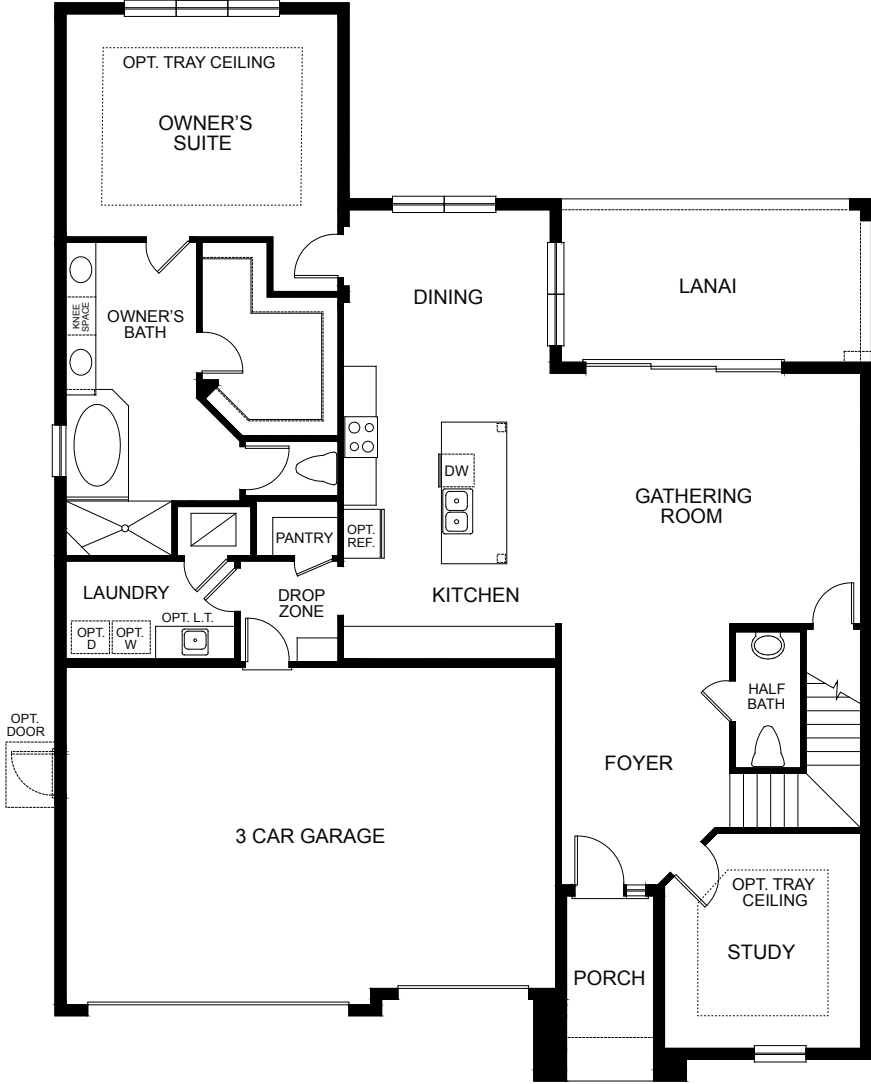 OPT. TRAY CEILING
OWNER'S
SUITE
DINING
LANAI
KNEE
SPACE
OWNER'S
BATH
DW
GATHERING
ROOM
PANTRY
OPT.
REF.
LAUNDRY
DROP
ZONE
KITCHEN
OPT. L.T.
OPT.
D
OPT.
W
HALF
BATH
OPT.
DOOR
FOYER
3 CAR GARAGE
OPT. TRAY
CEILING
STUDY
PORCH